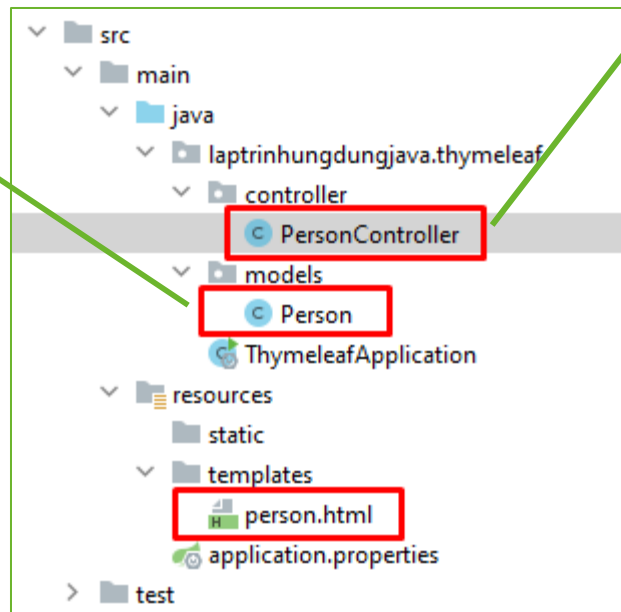 src
main
java
laptrinhungdungjava.thymeleaf
controller
C PersonController
models
C Person
C ThymeleafApplication
resources
static
templates
H person.html
application.properties
test